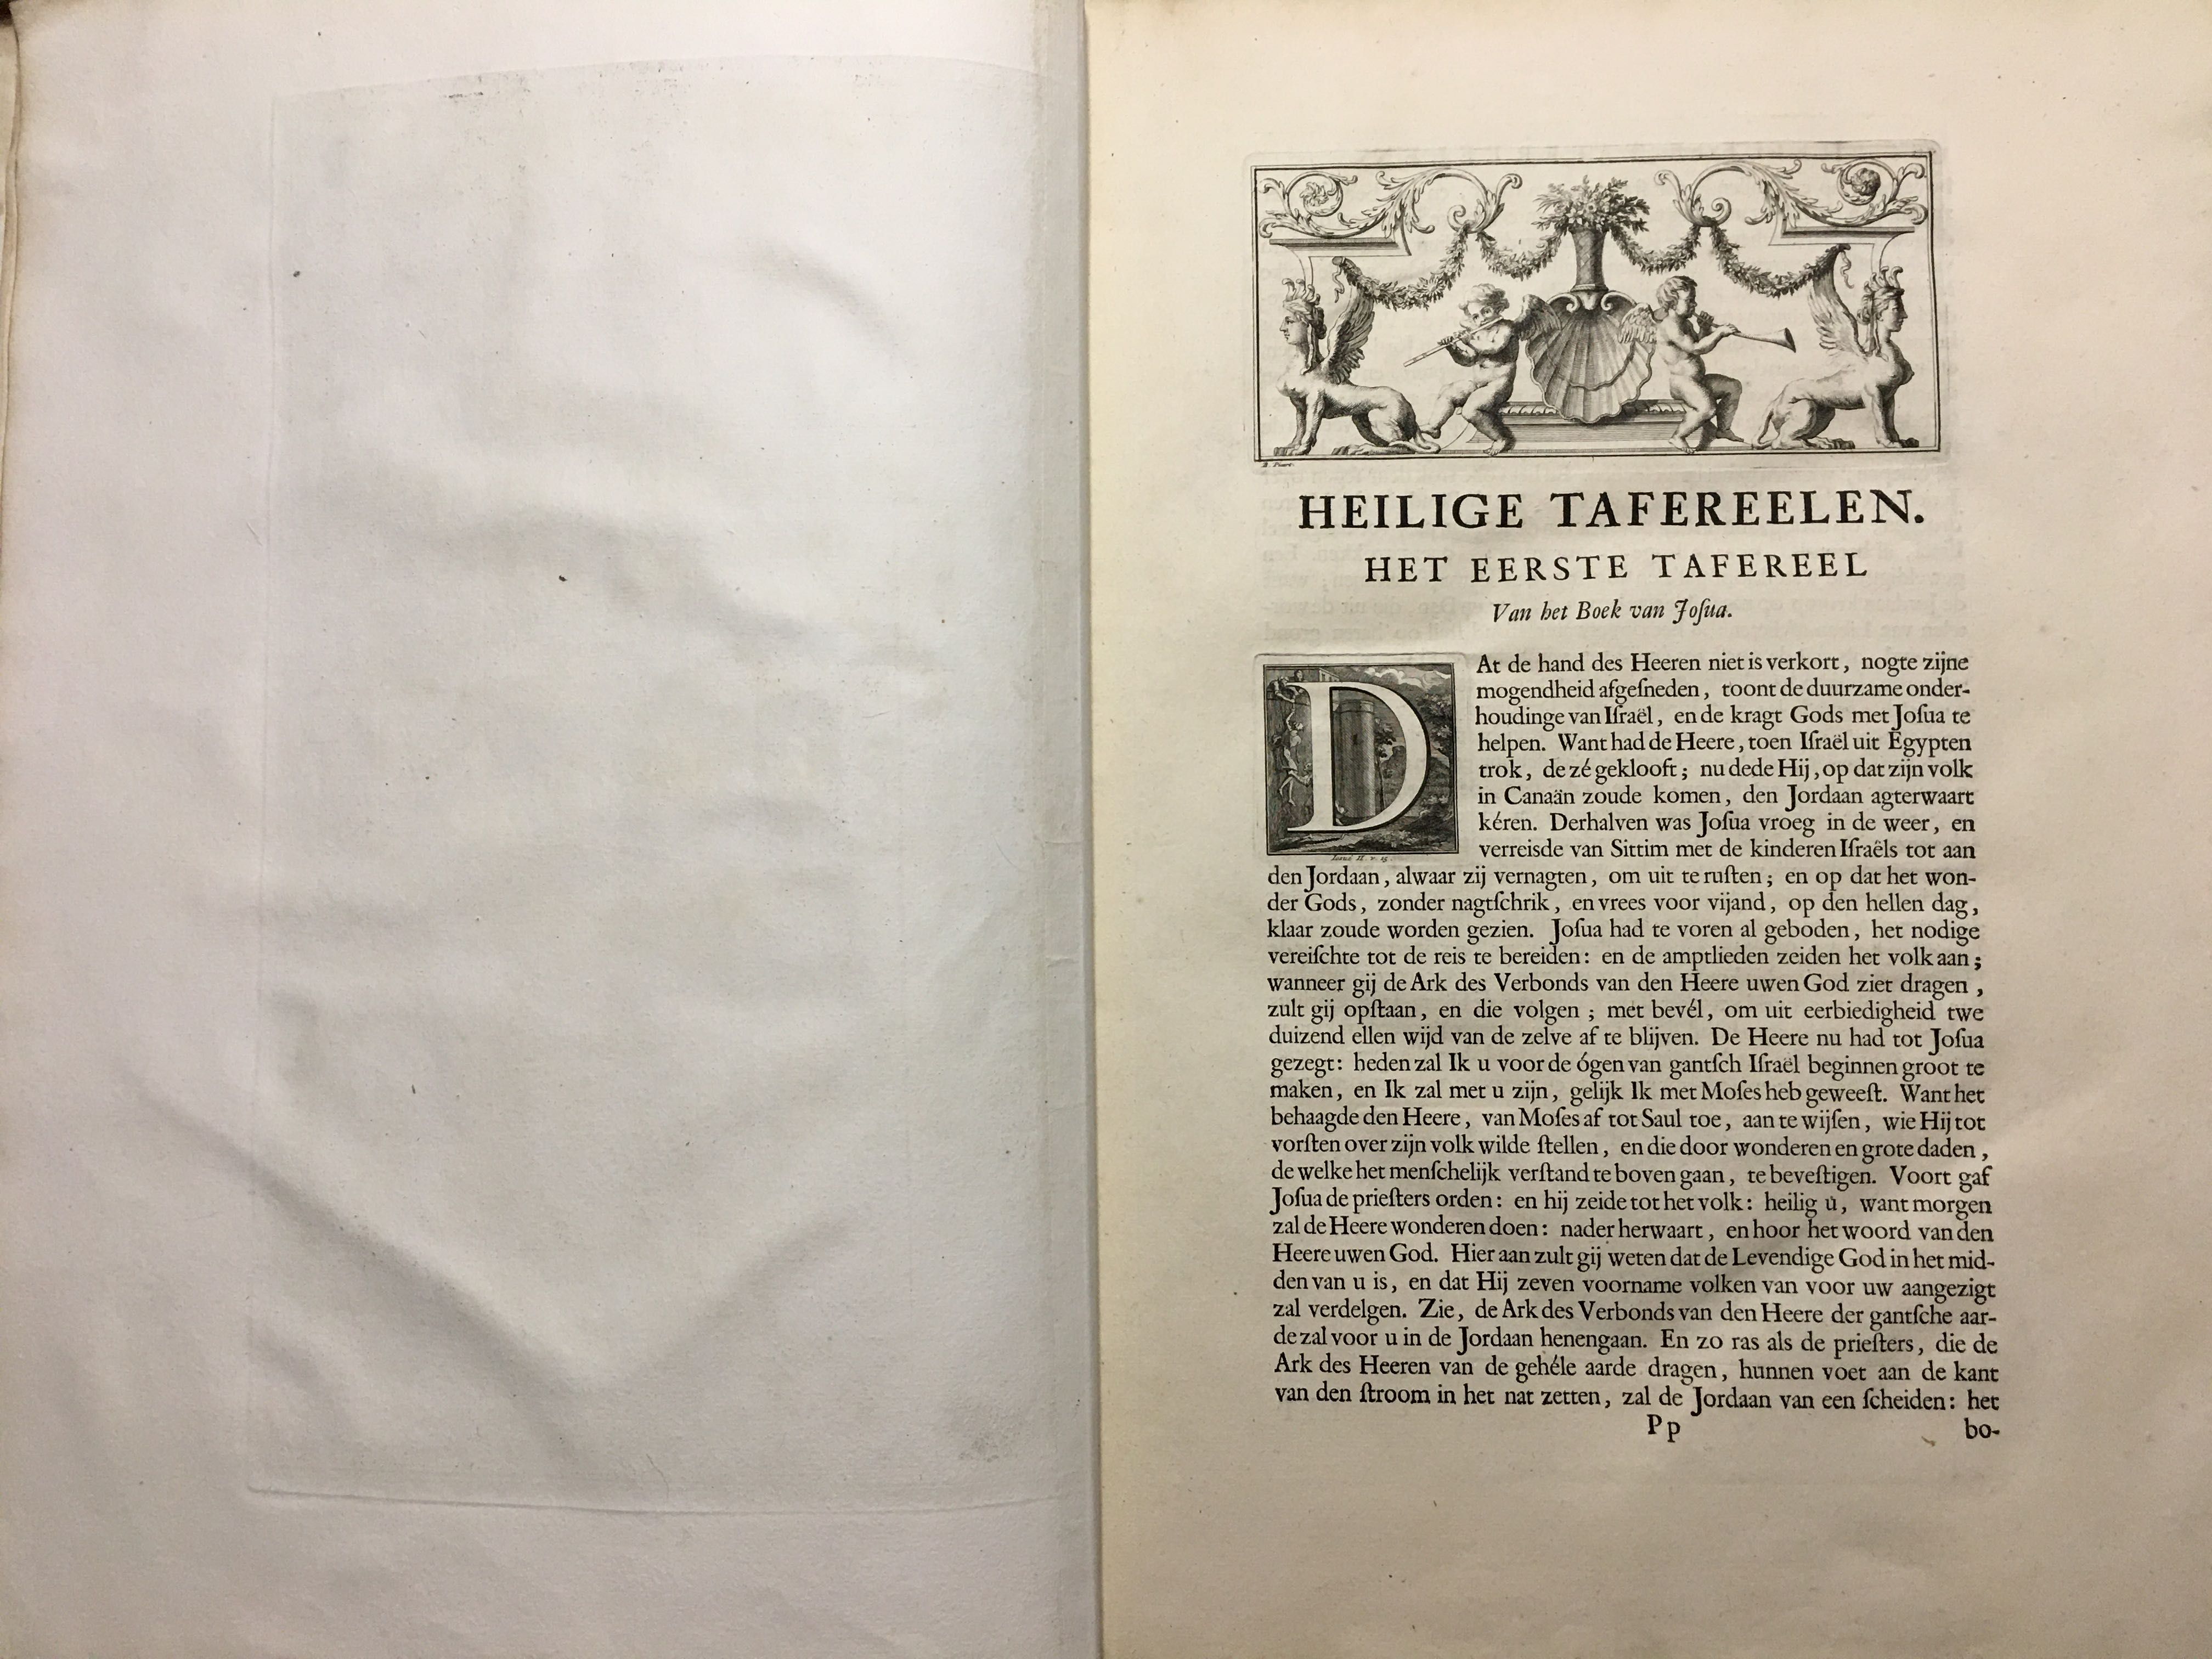 B. Picart.
HEILIGE TAFEREELEN.
HET EERSTE TAFEREEL
Van het Boek van Joſua.
DAt de hand des Heeren niet is verkort, nogte zijne
mogendheid afgeſneden, toont de duurzame onder-
houdinge van Iſraël, en de kragt Gods met Joſua te
helpen. Want had de Heere, toen Iſraël uit Egypten
trok, de zé geklooft; nu dede Hij, op dat zijn volk
in Canaän zoude komen, den Jordaan agterwaart
kéren. Derhalven was Joſua vroeg in de weer, en
verreisde van Sittim met de kinderen Iſraëls tot aan
Josué II. v. 15.
den Jordaan, alwaar zij vernagten, om uit te ruſten; en op dat het won-
der Gods, zonder nagtſchrik, en vrees voor vijand, op den hellen dag,
klaar zoude worden gezien. Joſua had te voren al geboden, het nodige
vereiſchte tot de reis te bereiden: en de amptlieden zeiden het volk aan;
wanneer gij de Ark des Verbonds van den Heere uwen God ziet dragen,
zult gij opſtaan, en die volgen; met bevél, om uit eerbiedigheid twe
duizend ellen wijd van de zelve af te blijven. De Heere nu had tot Joſua
gezegt: heden zal Ik u voor de ógen van gantſch Iſraël beginnen groot te
maken, en Ik zal met u zijn, gelijk Ik met Moſes heb geweeſt. Want het
behaagde den Heere, van Moſes af tot Saul toe, aan te wijſen, wie Hij tot
vorſten over zijn volk wilde ſtellen, en die door wonderen en grote daden,
de welke het menſchelijk verſtand te boven gaan, te beveſtigen. Voort gaf
Joſua de prieſters orden: en hij zeide tot het volk: heilig ú, want morgen
zal de Heere wonderen doen: nader herwaart, en hoor het woord van den
Heere uwen God. Hier aan zult gij weten dat de Levendige God in het mid-
den van u is, en dat Hij zeven voorname volken van voor uw aangezigt
zal verdelgen. Zie, de Ark des Verbonds van den Heere der gantſche aar-
de zal voor u in de Jordaan henengaan. En zo ras als de prieſters, die de
Ark des Heeren van de gehéle aarde dragen, hunnen voet aan de kant
van den ſtroom in het nat zetten, zal de Jordaan van een ſcheiden: het
Pp bo-